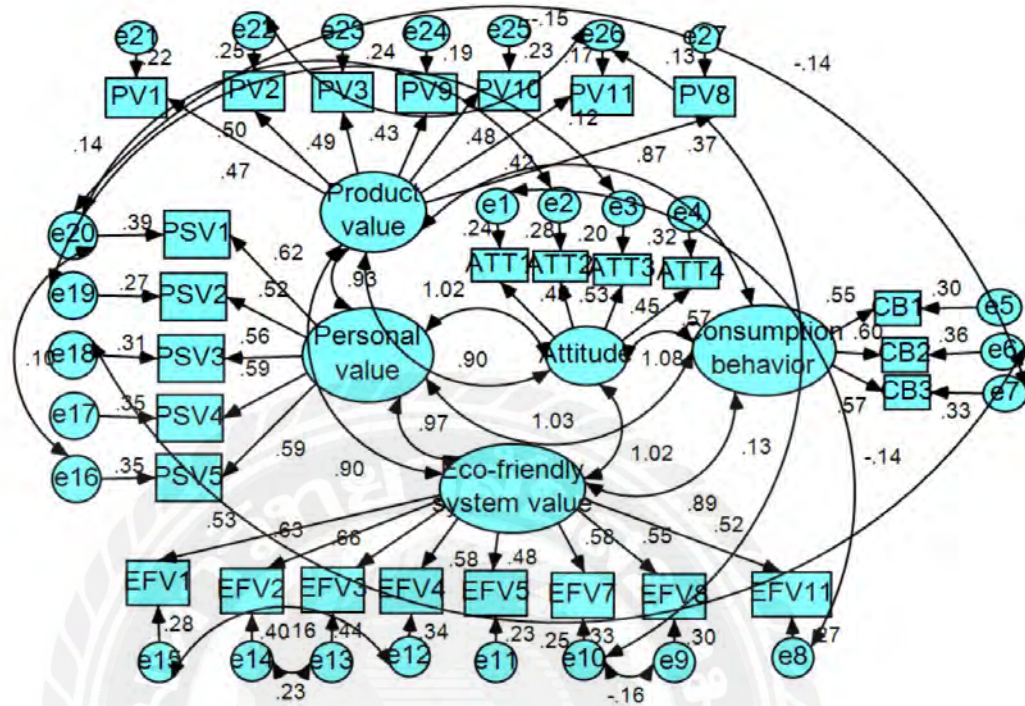 e21 e22 e23 e24 e25 -.15 e26 e27
.22 .25 .24 .19 .23 .17 .13 -.14
PV1 PV2 PV3 PV9 PV10 PV11 PV8
.14 .50 .49 .43 .48 .12 .87 .37
.47 .42
Product
value
e1 e2 e3 e4
.24 .28 .20 .32
ATT1 ATT2 ATT3 ATT4
e20 .39 PSV1 .62
e19 .27 PSV2 .52 .93 1.02 .53 .45 .57
e18 .31 PSV3 .56 .59
Personal
value
.90
Attitude
1.08
Consumption
behavior
.55 CB1 .30 e5
.60 CB2 .36 e6
.57 CB3 .33 e7
.10
e17 .35 PSV4
e16 .35 PSV5 .59 .90 .97 1.03 1.02 .13 -.14
Eco-friendly
system value
.53 .63 .66 .58 .48 .58 .55 .89 .52
EFV1 EFV2 EFV3 EFV4 EFV5 EFV7 EFV8 EFV11
.28 .40 .16 .44 .34 .23 .25 .33 .30 .27
e15 e14 e13 e12 e11 e10 e9 e8
.23 -.16